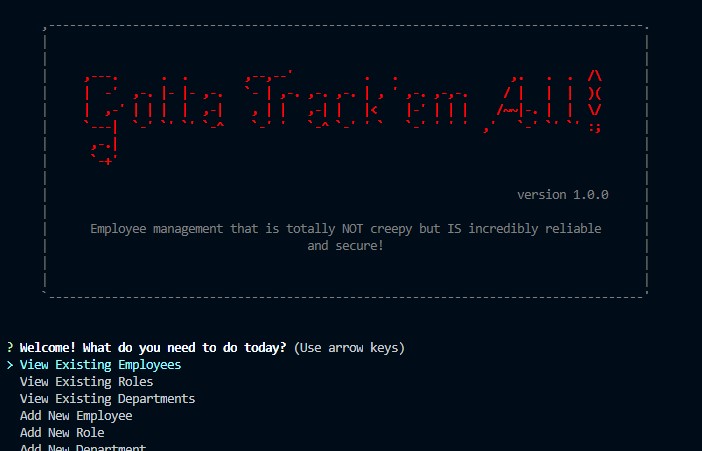 Gotta Track'em All!
version 1.0.0
Employee management that is totally NOT creepy but IS incredibly reliable
and secure!
? Welcome! What do you need to do today? (Use arrow keys)
> View Existing Employees
View Existing Roles
View Existing Departments
Add New Employee
Add New Role
Add New Department